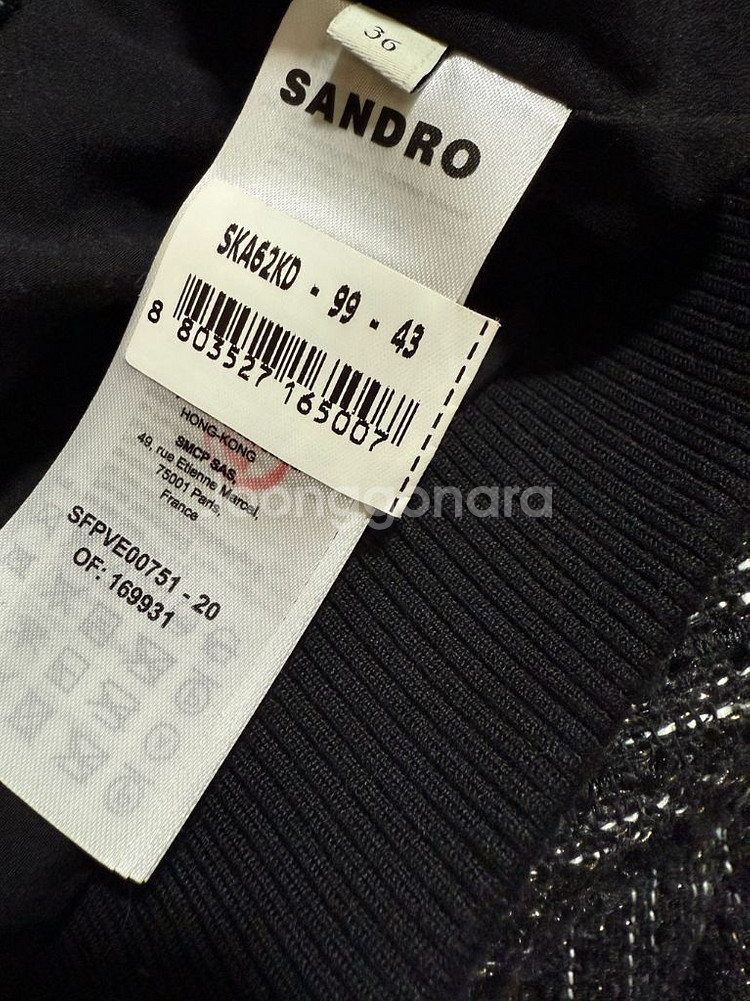 36
SANDRO
SKA62KD - 99 - 43
8 803527 165007
HONG-KONG
SMCP SAS,
49, rue Etienne Marcel,
75001 Paris,
France
SFPVE00751 - 20
OF: 169931